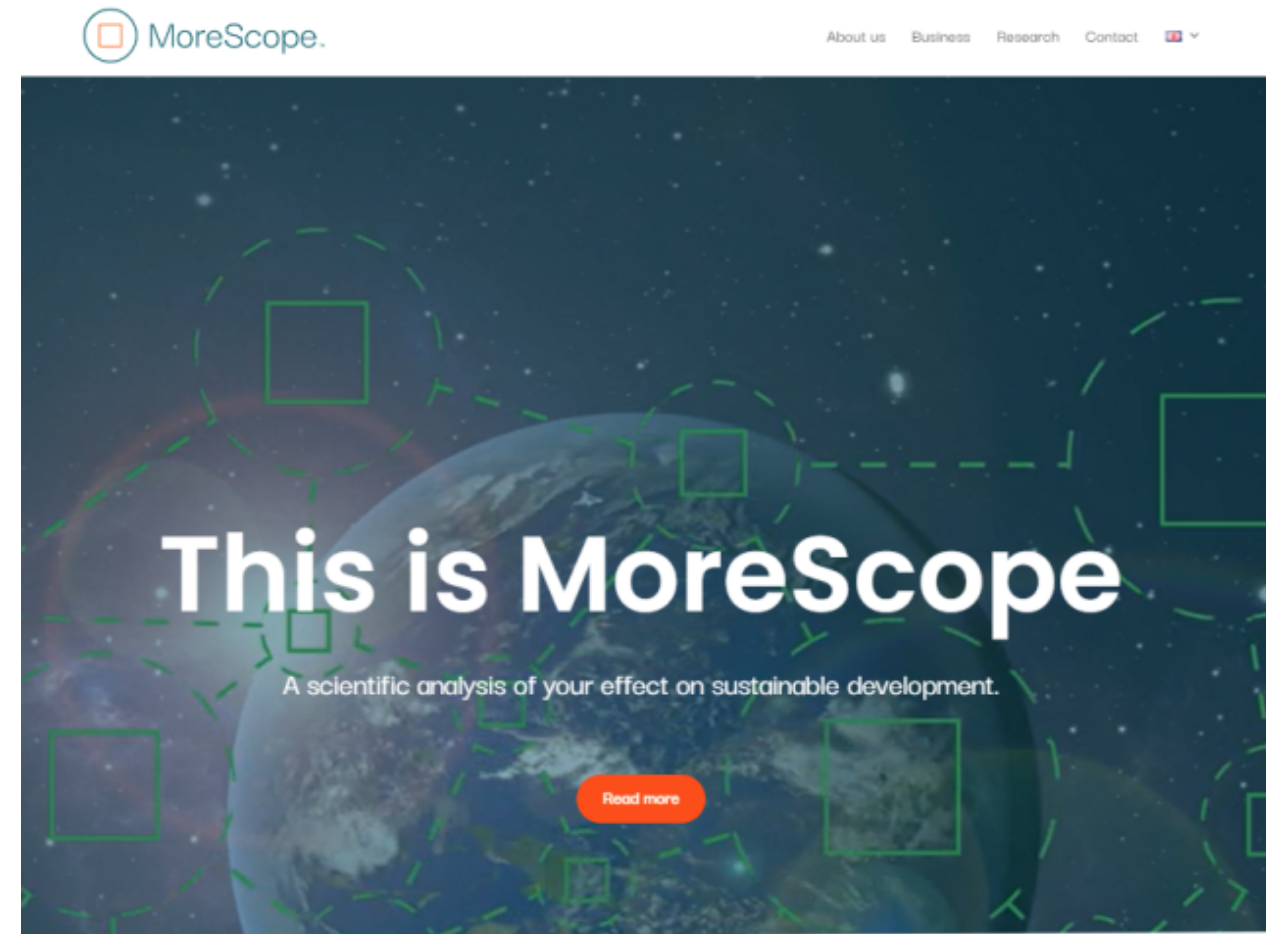 MoreScope.
About us Business Research Contact
This is MoreScope
A scientific analysis of your effect on sustainable development.
Read more